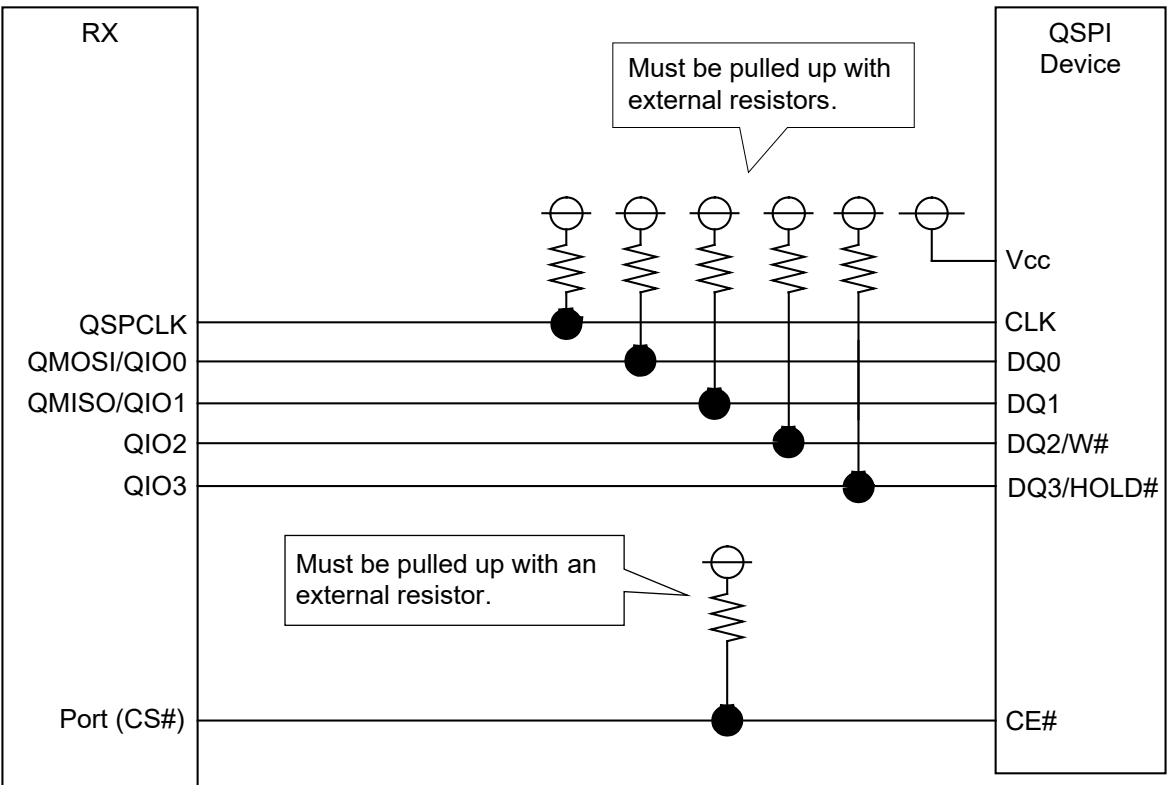 RX
QSPI
Device
Must be pulled up with
external resistors.
Vcc
QSPCLK
CLK
QMOSI/QIO0
DQ0
QMISO/QIO1
DQ1
QIO2
DQ2/W#
QIO3
DQ3/HOLD#
Must be pulled up with an
external resistor.
Port (CS#)
CE#